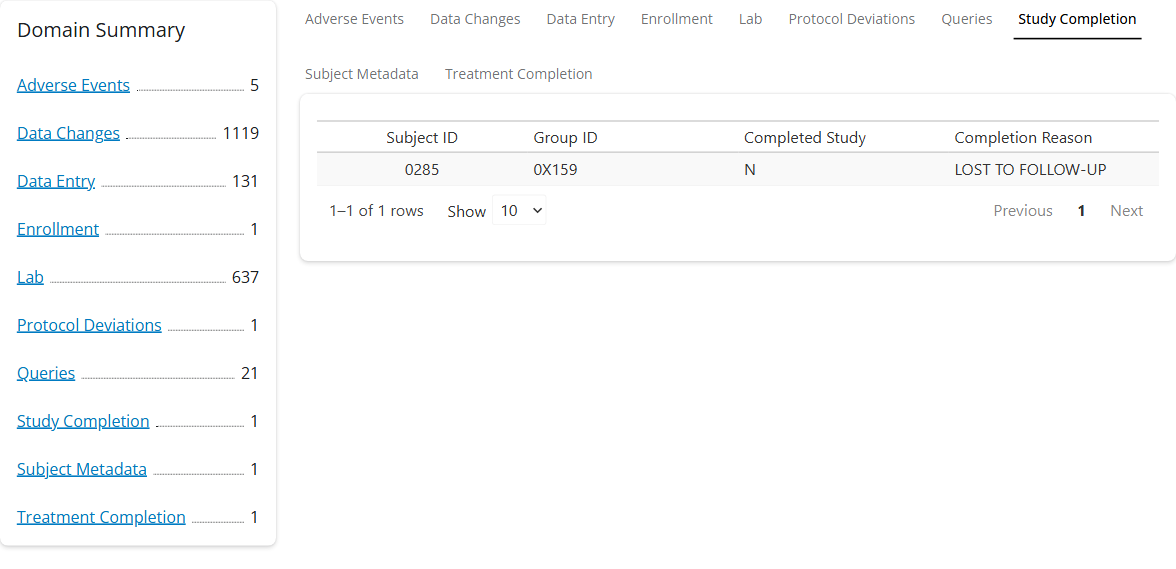 Domain Summary
Adverse Events 5
Data Changes 1119
Data Entry 131
Enrollment 1
Lab 637
Protocol Deviations 1
Queries 21
Study Completion 1
Subject Metadata 1
Treatment Completion 1
Adverse Events Data Changes Data Entry Enrollment Lab Protocol Deviations Queries Study Completion
Subject Metadata Treatment Completion
Subject ID Group ID Completed Study Completion Reason
0285 0X159 N LOST TO FOLLOW-UP
1–1 of 1 rows Show 10 Previous 1 Next